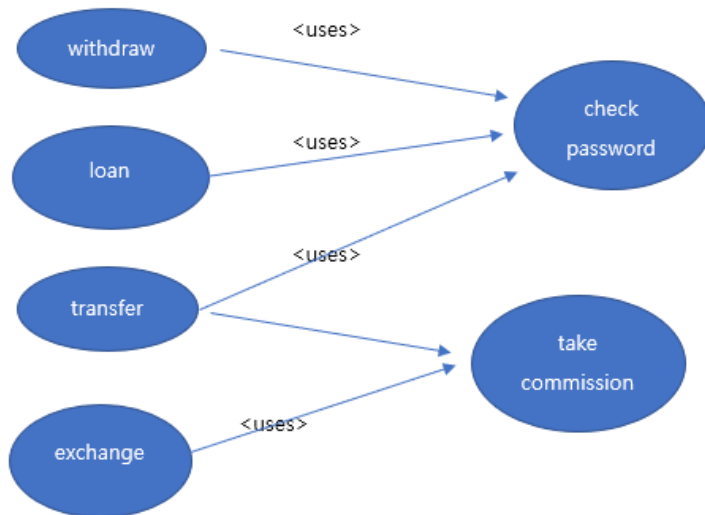 <uses>
withdraw
check
password
<uses>
loan
<uses>
transfer
take
commission
<uses>
exchange